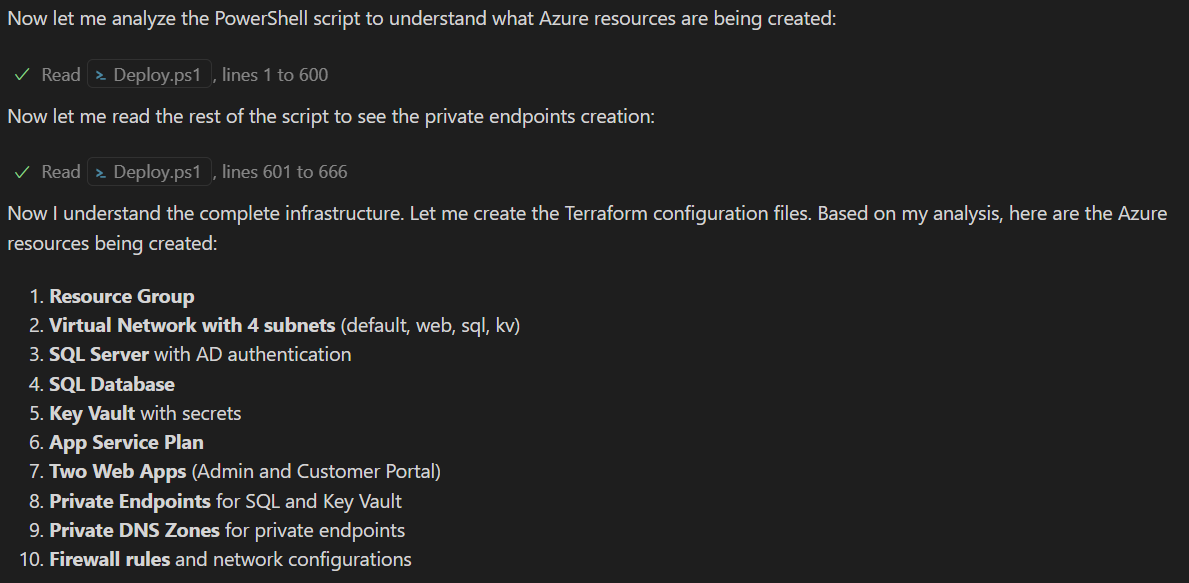 Now let me analyze the PowerShell script to understand what Azure resources are being created:
Read Deploy.ps1 , lines 1 to 600
Now let me read the rest of the script to see the private endpoints creation:
Read Deploy.ps1 , lines 601 to 666
Now I understand the complete infrastructure. Let me create the Terraform configuration files. Based on my analysis, here are the Azure
resources being created:
1. Resource Group
2. Virtual Network with 4 subnets (default, web, sql, kv)
3. SQL Server with AD authentication
4. SQL Database
5. Key Vault with secrets
6. App Service Plan
7. Two Web Apps (Admin and Customer Portal)
8. Private Endpoints for SQL and Key Vault
9. Private DNS Zones for private endpoints
10. Firewall rules and network configurations